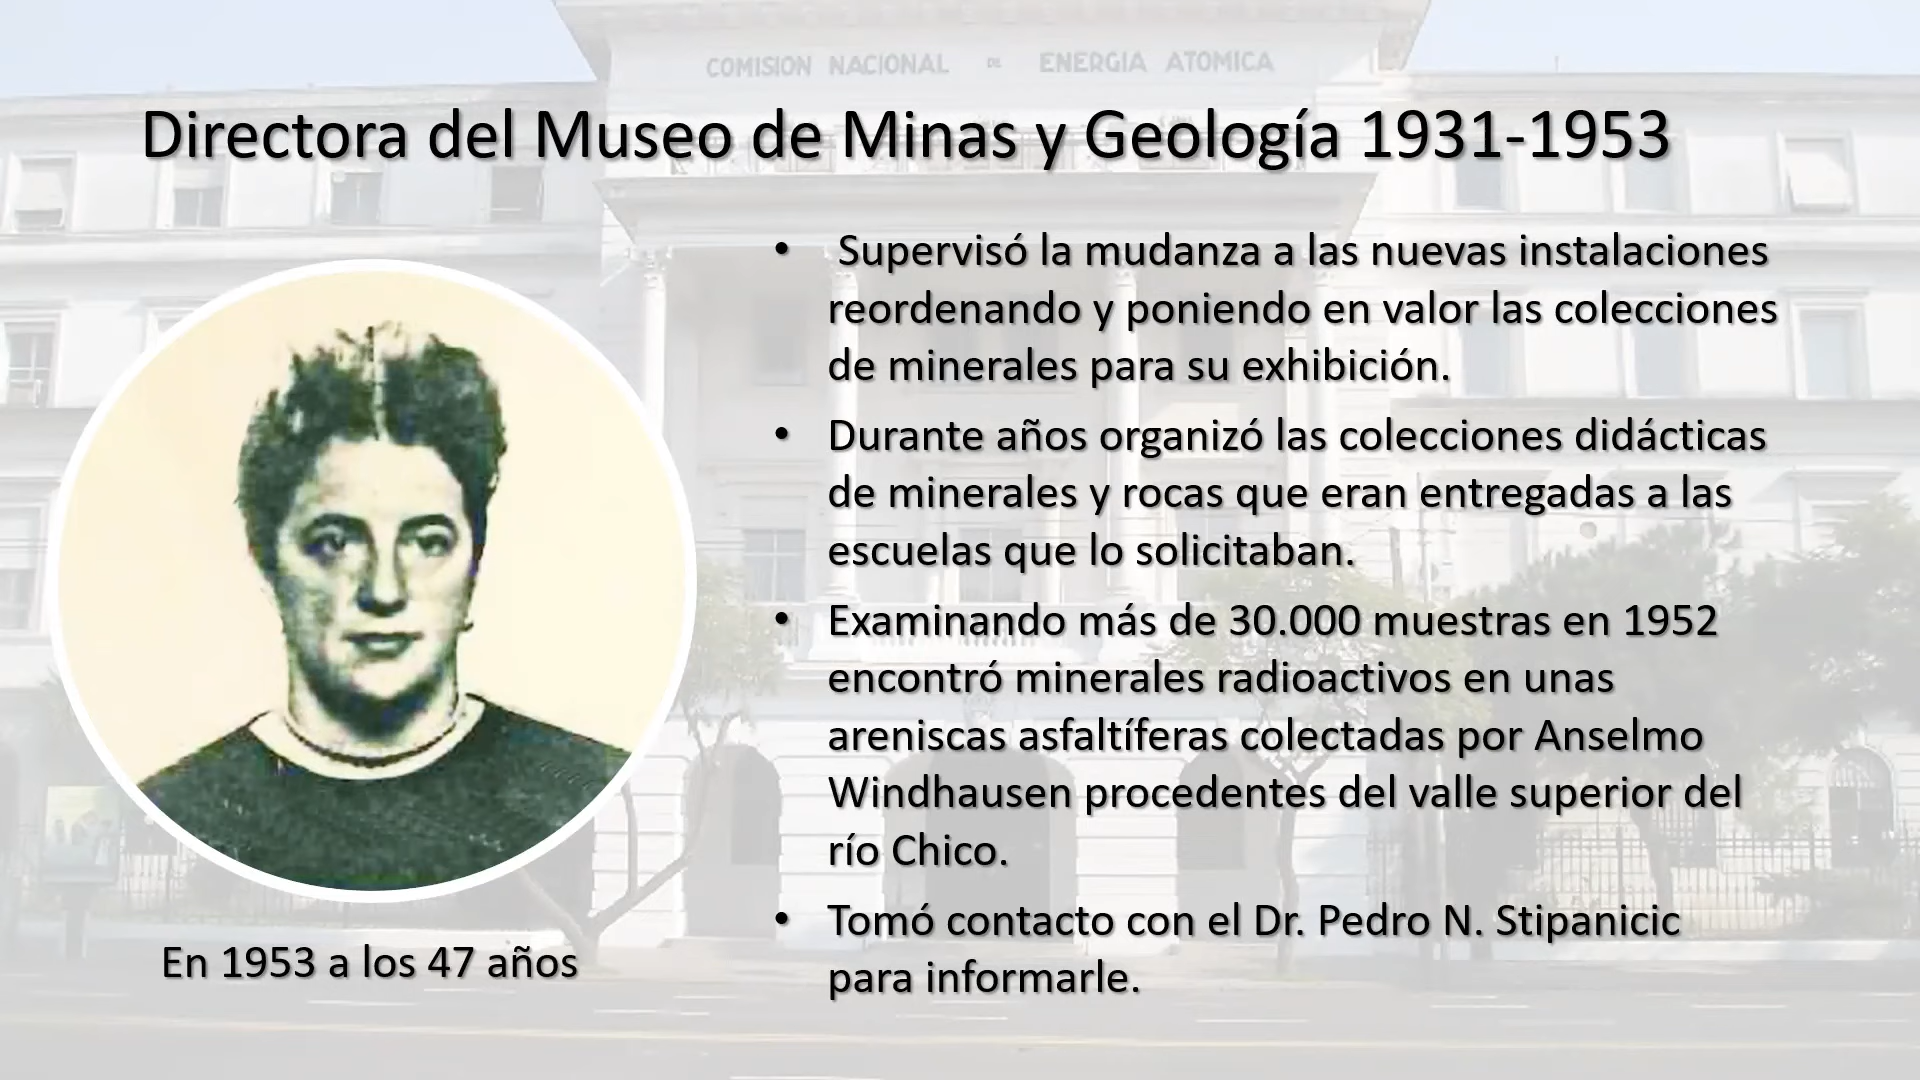 COMISION NACIONAL DE ENERGIA ATOMICA
Directora del Museo de Minas y Geología 1931-1953
• Supervisó la mudanza a las nuevas instalaciones
reordenando y poniendo en valor las colecciones
de minerales para su exhibición.
• Durante años organizó las colecciones didácticas
de minerales y rocas que eran entregadas a las
escuelas que lo solicitaban.
• Examinando más de 30.000 muestras en 1952
encontró minerales radioactivos en unas
areniscas asfaltíferas colectadas por Anselmo
Windhausen procedentes del valle superior del
río Chico.
• Tomó contacto con el Dr. Pedro N. Stipanicic
para informarle.
En 1953 a los 47 años